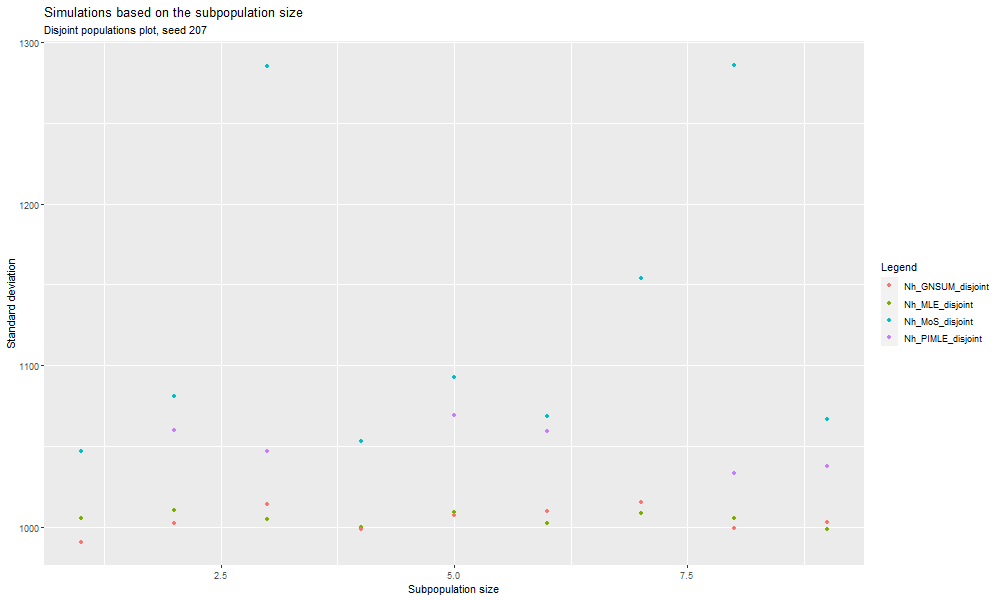 Simulations based on the subpopulation size
Disjoint populations plot, seed 207
1300
1200
1100
1000
Standard deviation
2.5
5.0
7.5
Subpopulation size
Legend
Nh_GNSUM_disjoint
Nh_MLE_disjoint
Nh_MoS_disjoint
Nh_PIMLE_disjoint